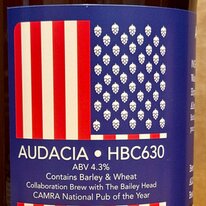 AUDACIA • HBC630
ABV 4.3%
Contains Barley & Wheat
Collaboration Brew with The Bailey Head
CAMRA National Pub of the Year